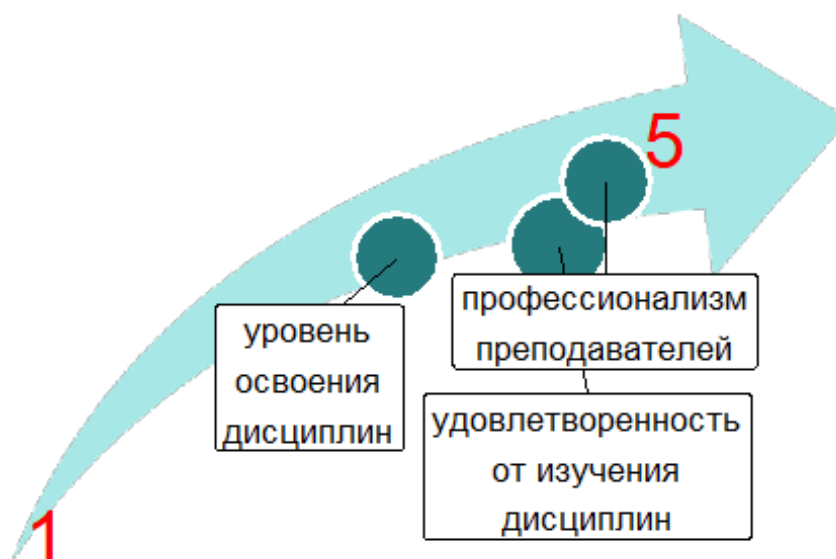 5
уровень
освоения
дисциплин
профессионализм
преподавателей
удовлетворенность
от изучения
дисциплин
1